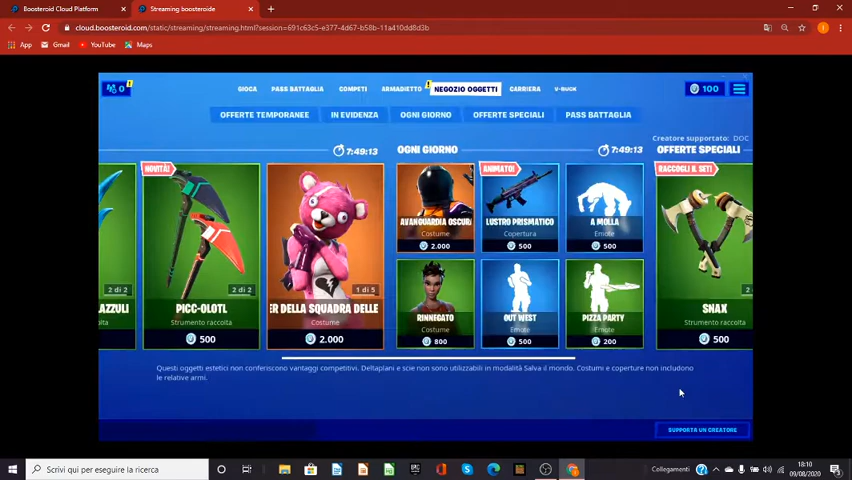 Boosteroid Cloud Platform
Streaming boosteroide
cloud.boosteroid.com/static/streaming/streaming.html?session=691c63c5-e377-4d67-b58b-11a410dd8d3b
App Gmail YouTube Maps
0 GIOCA PASS BATTAGLIA COMPETI ARMADIETTO NEGOZIO OGGETTI CARRIERA V-BUCK 100
OFFERTE TEMPORANEE IN EVIDENZA OGNI GIORNO OFFERTE SPECIALI PASS BATTAGLIA
Creatore supportato: DOC
7:49:13 OGNI GIORNO 7:49:13 OFFERTE SPECIALI
NOVITÀ! ANIMATO! RACCOGLI IL SET!
AVANGUARDIA OSCURA LUSTRO PRISMATICO A MOLLA
Costume Copertura Emote
2.000 500 500
2 di 2 2 di 2 1 di 5
AZZULI PICC-OLOTL ER DELLA SQUADRA DELLE RINNEGATO OUT WEST PIZZA PARTY SNAX
Strumento raccolta Costume Costume Emote Emote Strumento raccolta
500 2.000 800 500 200 500
Questi oggetti estetici non conferiscono vantaggi competitivi. Deltaplani e scie non sono utilizzabili in modalità Salva il mondo. Costumi e coperture non includono
le relative armi.
SUPPORTA UN CREATORE
Scrivi qui per eseguire la ricerca
Collegamenti
18:10
09/08/2020